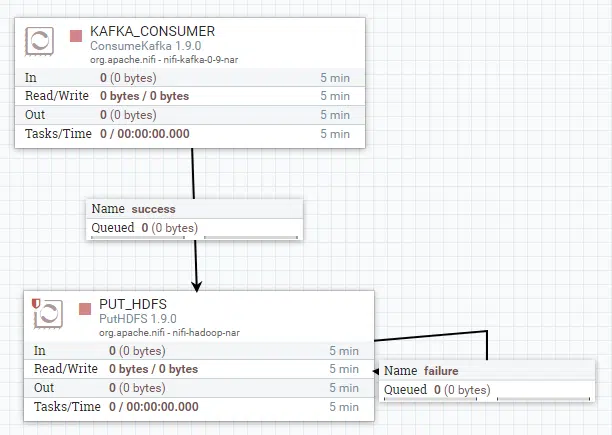 KAFKA_CONSUMER
ConsumeKafka 1.9.0
org.apache.nifi - nifi-kafka-0-9-nar
In 0 (0 bytes) 5 min
Read/Write 0 bytes / 0 bytes 5 min
Out 0 (0 bytes) 5 min
Tasks/Time 0 / 00:00:00.000 5 min
Name success
Queued 0 (0 bytes)
PUT_HDFS
PutHDFS 1.9.0
org.apache.nifi - nifi-hadoop-nar
In 0 (0 bytes) 5 min
Read/Write 0 bytes / 0 bytes 5 min
Out 0 (0 bytes) 5 min
Tasks/Time 0 / 00:00:00.000 5 min
Name failure
Queued 0 (0 bytes)